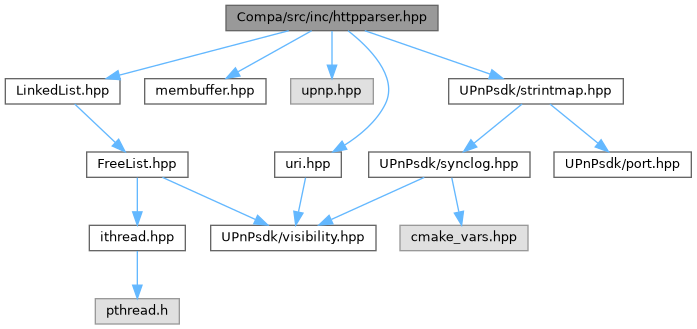 Compa/src/inc/httpparser.hpp
LinkedList.hpp
membuffer.hpp
upnp.hpp
UPnPsdk/strintmap.hpp
FreeList.hpp
uri.hpp
UPnPsdk/synclog.hpp
UPnPsdk/port.hpp
ithread.hpp
UPnPsdk/visibility.hpp
cmake_vars.hpp
pthread.h